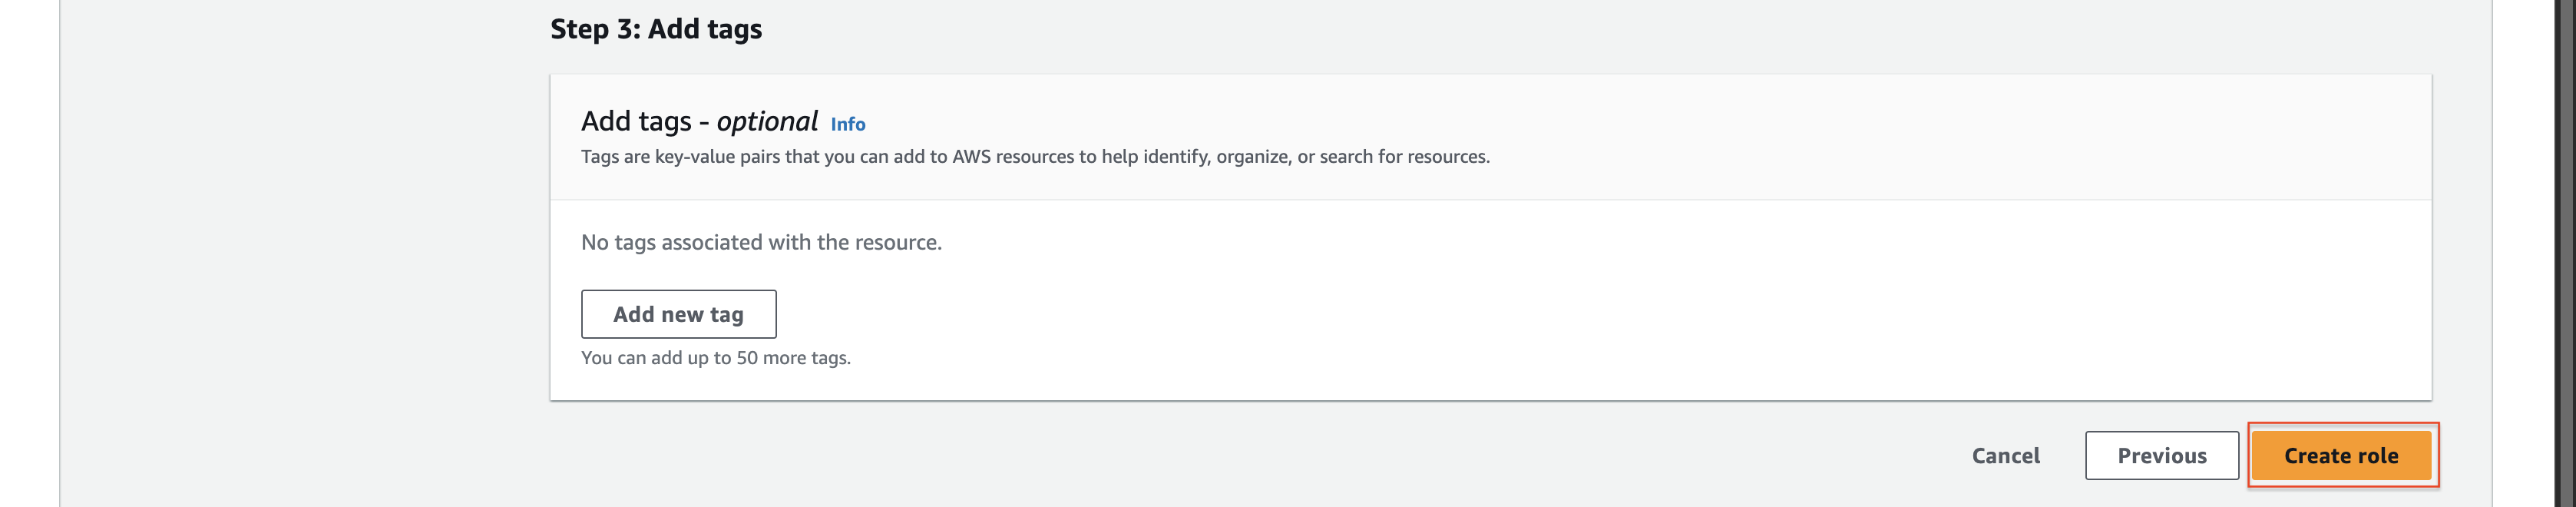 Step 3: Add tags
Add tags - optional Info
Tags are key-value pairs that you can add to AWS resources to help identify, organize, or search for resources.
No tags associated with the resource.
Add new tag
You can add up to 50 more tags.
Cancel Previous Create role